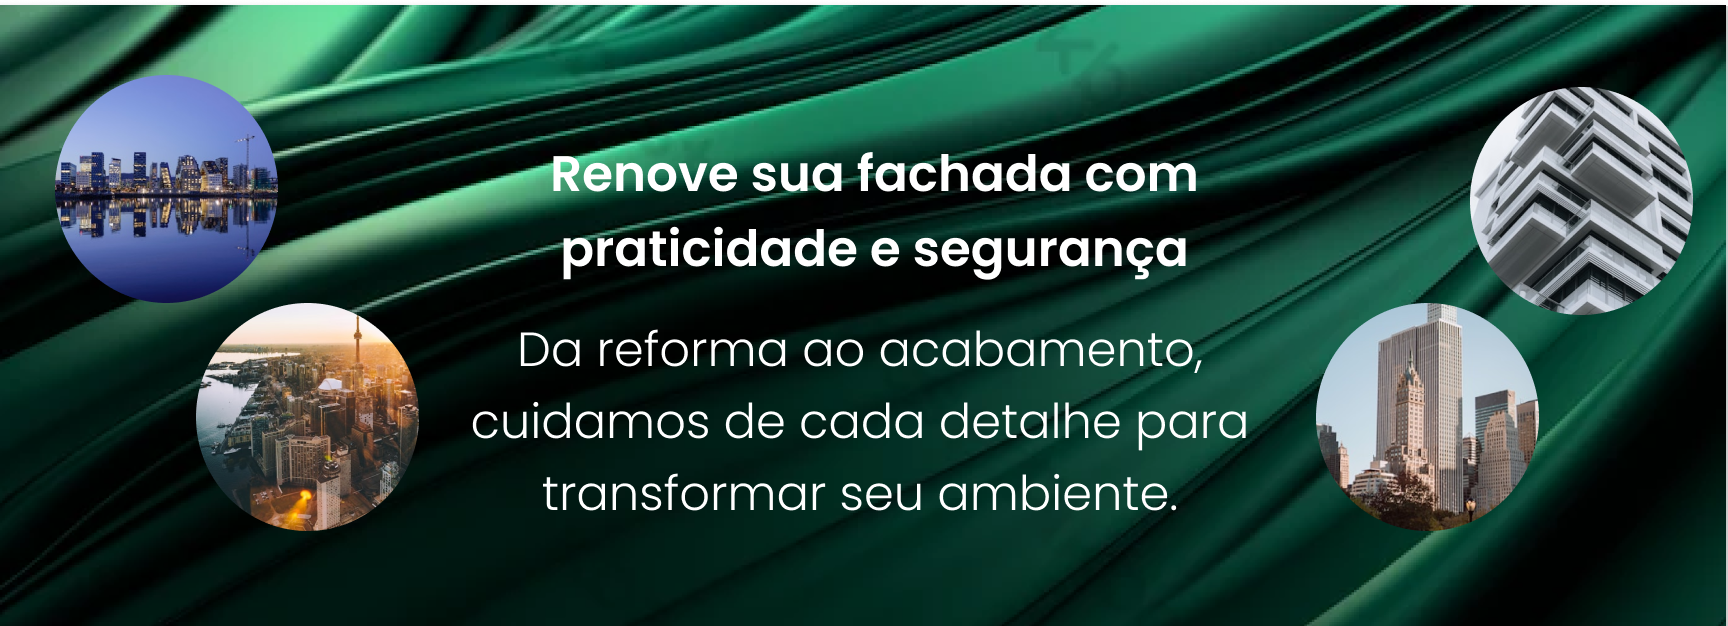 Renove sua fachada com
praticidade e segurança
Da reforma ao acabamento,
cuidamos de cada detalhe para
transformar seu ambiente.